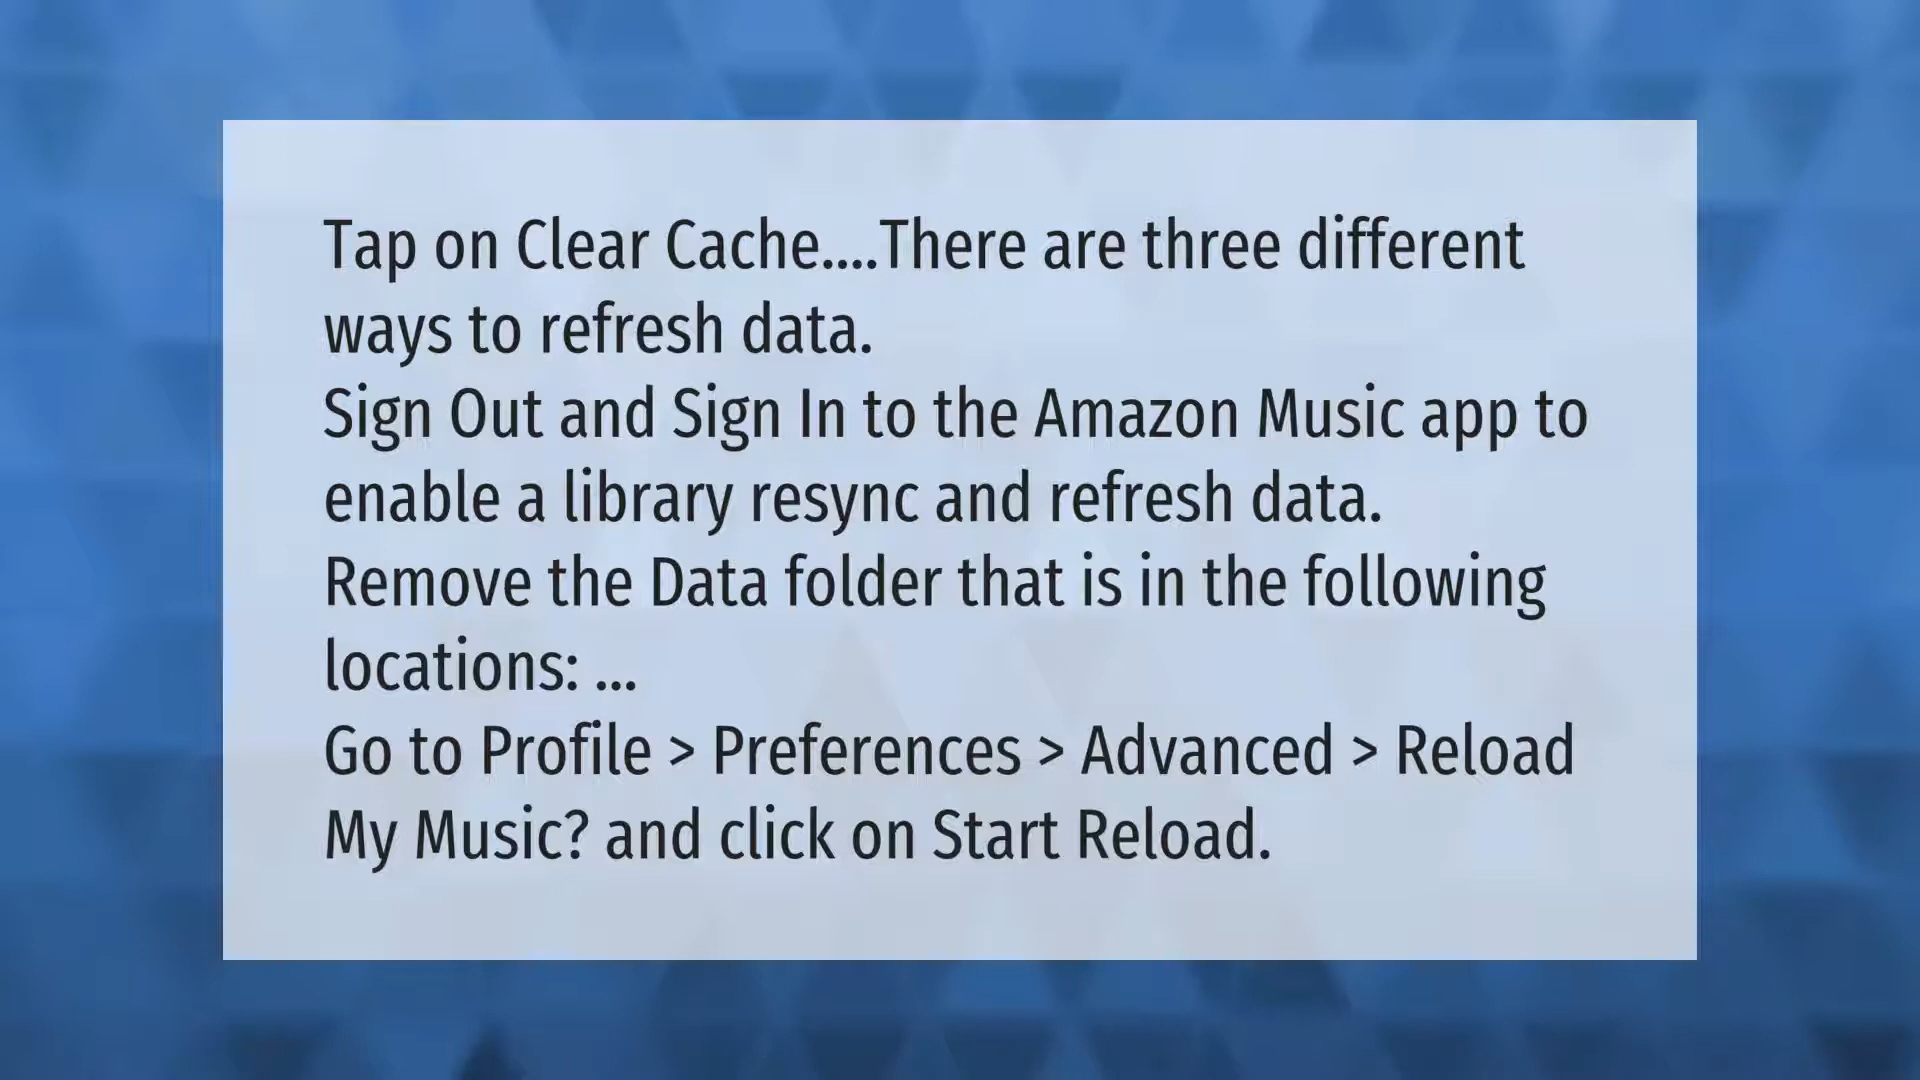 Tap on Clear Cache....There are three different
ways to refresh data.
Sign Out and Sign In to the Amazon Music app to
enable a library resync and refresh data.
Remove the Data folder that is in the following
locations: ...
Go to Profile > Preferences > Advanced > Reload
My Music? and click on Start Reload.